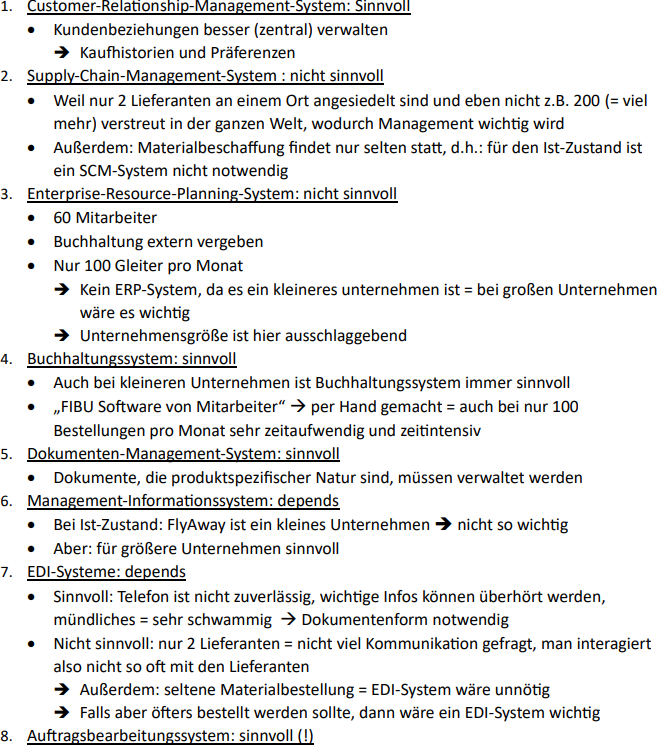 1. Customer-Relationship-Management-System: Sinnvoll
• Kundenbeziehungen besser (zentral) verwalten
➔ Kaufhistorien und Präferenzen
2. Supply-Chain-Management-System : nicht sinnvoll
• Weil nur 2 Lieferanten an einem Ort angesiedelt sind und eben nicht z.B. 200 (= viel
mehr) verstreut in der ganzen Welt, wodurch Management wichtig wird
• Außerdem: Materialbeschaffung findet nur selten statt, d.h.: für den Ist-Zustand ist
ein SCM-System nicht notwendig
3. Enterprise-Resource-Planning-System: nicht sinnvoll
• 60 Mitarbeiter
• Buchhaltung extern vergeben
• Nur 100 Gleiter pro Monat
➔ Kein ERP-System, da es ein kleineres unternehmen ist = bei großen Unternehmen
wäre es wichtig
➔ Unternehmensgröße ist hier ausschlaggebend
4. Buchhaltungssystem: sinnvoll
• Auch bei kleineren Unternehmen ist Buchhaltungssystem immer sinnvoll
• „FIBU Software von Mitarbeiter“ → per Hand gemacht = auch bei nur 100
Bestellungen pro Monat sehr zeitaufwendig und zeitintensiv
5. Dokumenten-Management-System: sinnvoll
• Dokumente, die produktspezifischer Natur sind, müssen verwaltet werden
6. Management-Informationssystem: depends
• Bei Ist-Zustand: FlyAway ist ein kleines Unternehmen ➔ nicht so wichtig
• Aber: für größere Unternehmen sinnvoll
7. EDI-Systeme: depends
• Sinnvoll: Telefon ist nicht zuverlässig, wichtige Infos können überhört werden,
mündliches = sehr schwammig → Dokumentenform notwendig
• Nicht sinnvoll: nur 2 Lieferanten = nicht viel Kommunikation gefragt, man interagiert
also nicht so oft mit den Lieferanten
➔ Außerdem: seltene Materialbestellung = EDI-System wäre unnötig
➔ Falls aber öfters bestellt werden sollte, dann wäre ein EDI-System wichtig
8. Auftragsbearbeitungssystem: sinnvoll (!)